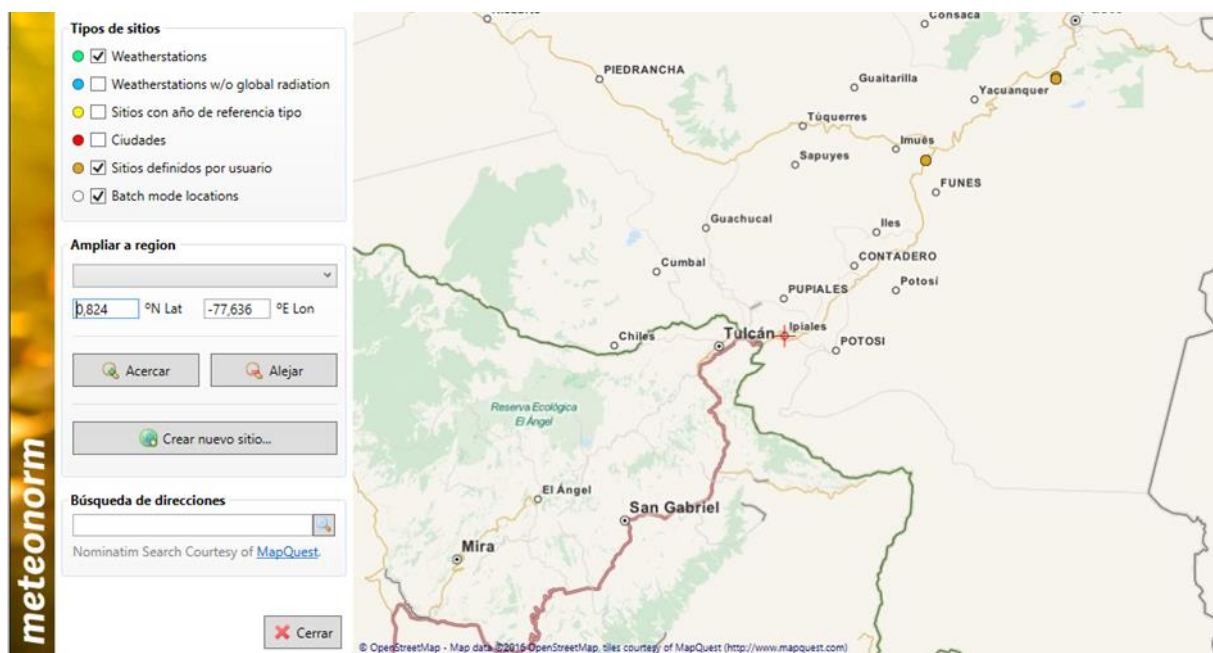 Tipos de sitios
Weatherstations
Weatherstations w/o global radiation
Sitios con año de referencia tipo
Ciudades
Sitios definidos por usuario
Batch mode locations
Ampliar a region
0,824 ºN Lat -77,636 ºE Lon
Acercar Alejar
Crear nuevo sitio...
Búsqueda de direcciones
Nominatim Search Courtesy of MapQuest.
Cerrar
meteonorm
Consaca
PIEDRANCHA
Guaitarilla
Yacuanquer
Túquerres
Imués
Sapuyes
FUNES
Guachucal
Iles
Cumbal
CONTADERO
Potosí
PUPIALES
Chiles
Tulcán
Ipiales
POTOSI
Reserva Ecológica
El Ángel
El Ángel
San Gabriel
Mira
© OpenStreetMap - Map data ©2016 OpenStreetMap, tiles courtesy of MapQuest (http://www.mapquest.com)